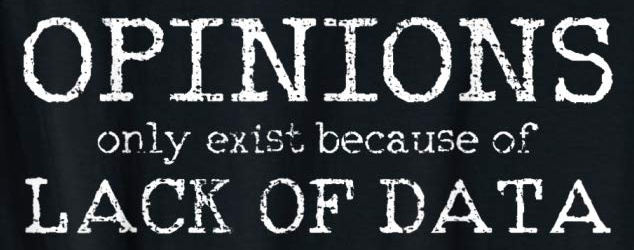 OPINIONS
only exist because of
LACK OF DATA